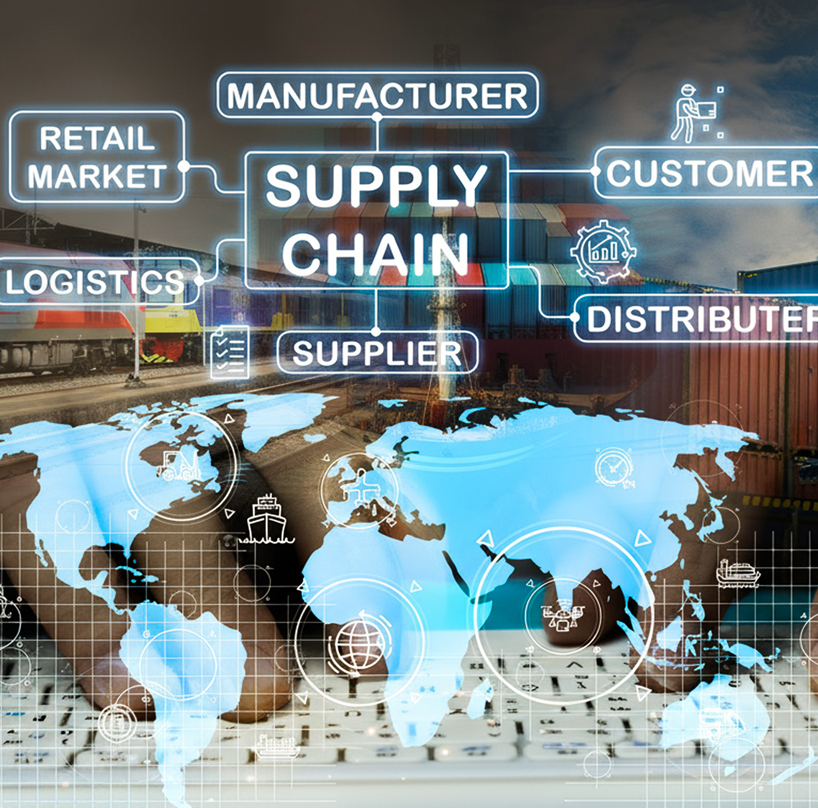 MANUFACTURER
RETAIL
MARKET
SUPPLY
CHAIN
CUSTOMER
LOGISTICS
DISTRIBUTER
SUPPLIER